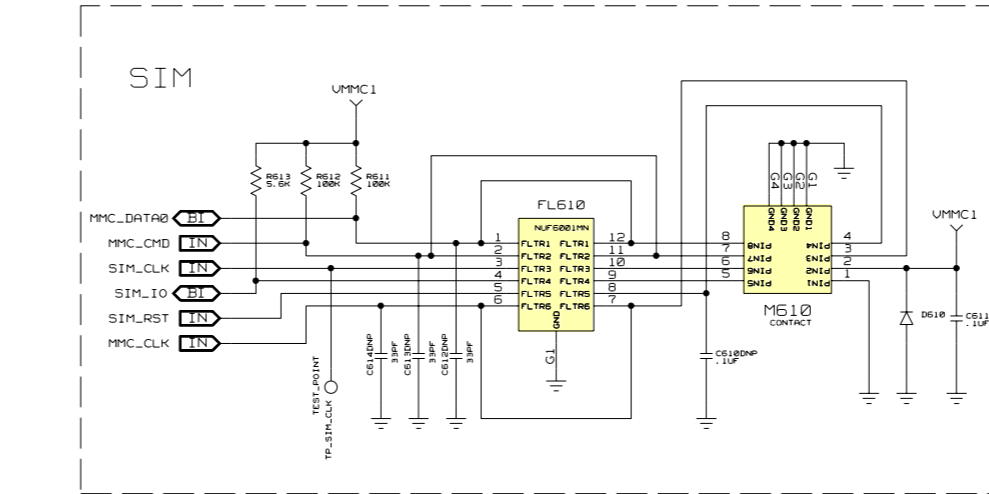 SIM
VMMC1
R613
5.6K
R612
100K
R611
100K
MMC_DATA0 BI
MMC_CMD IN
SIM_CLK IN
SIM_IO BI
SIM_RST IN
MMC_CLK IN
FL610
NUF6001MN
1 FLTR1 FLTR1 12
2 FLTR2 FLTR2 11
3 FLTR3 FLTR3 10
4 FLTR4 FLTR4 9
5 FLTR5 FLTR5 8
6 FLTR6 FLTR6 7
GND
G1
G4 G3 G2 G1
GND4 GND3 GND2 GND1
8 PIN8 PIN4 4
7 PIN7 PIN3 3
6 PIN6 PIN2 2
5 PIN5 PIN1 1
M610
CONTACT
VMMC1
D610
C611
.1UF
C614DNP
33PF
C613DNP
33PF
C612DNP
33PF
C610DNP
.1UF
TEST_POINT
TP_SIM_CLK